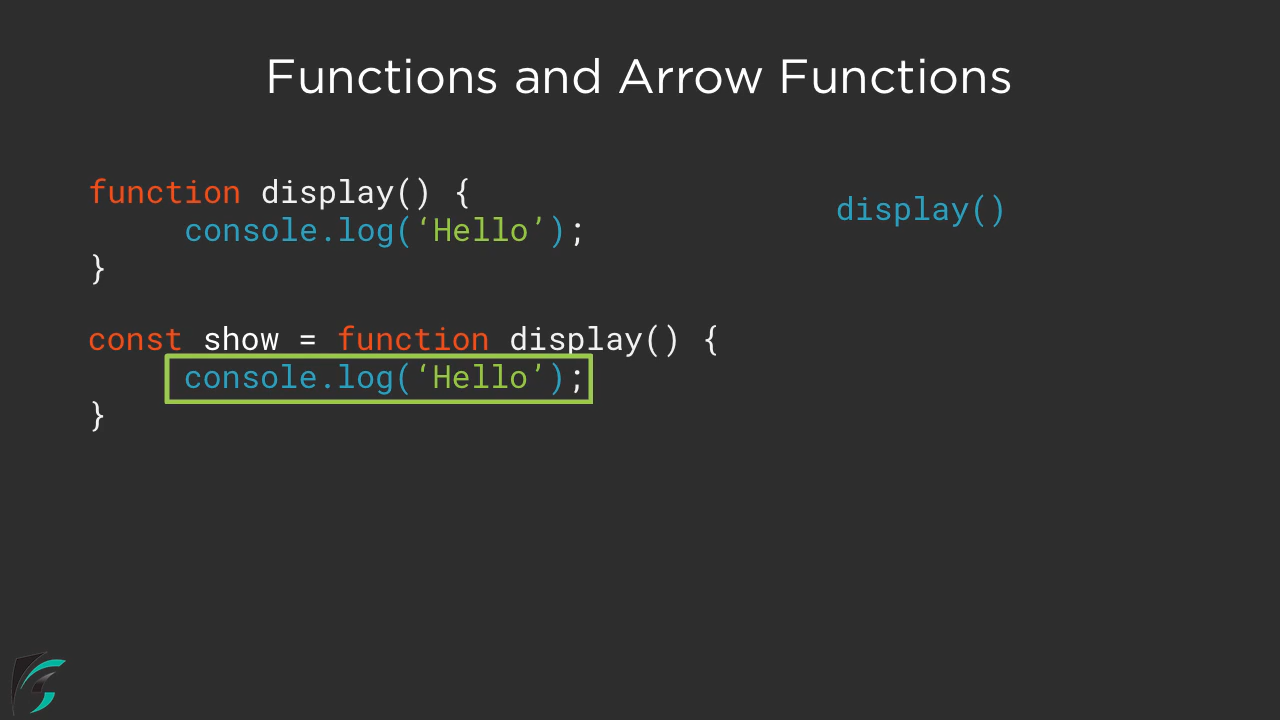 Functions and Arrow Functions
function display() {
console.log(‘Hello’);
}
display()
const show = function display() {
console.log(‘Hello’);
}